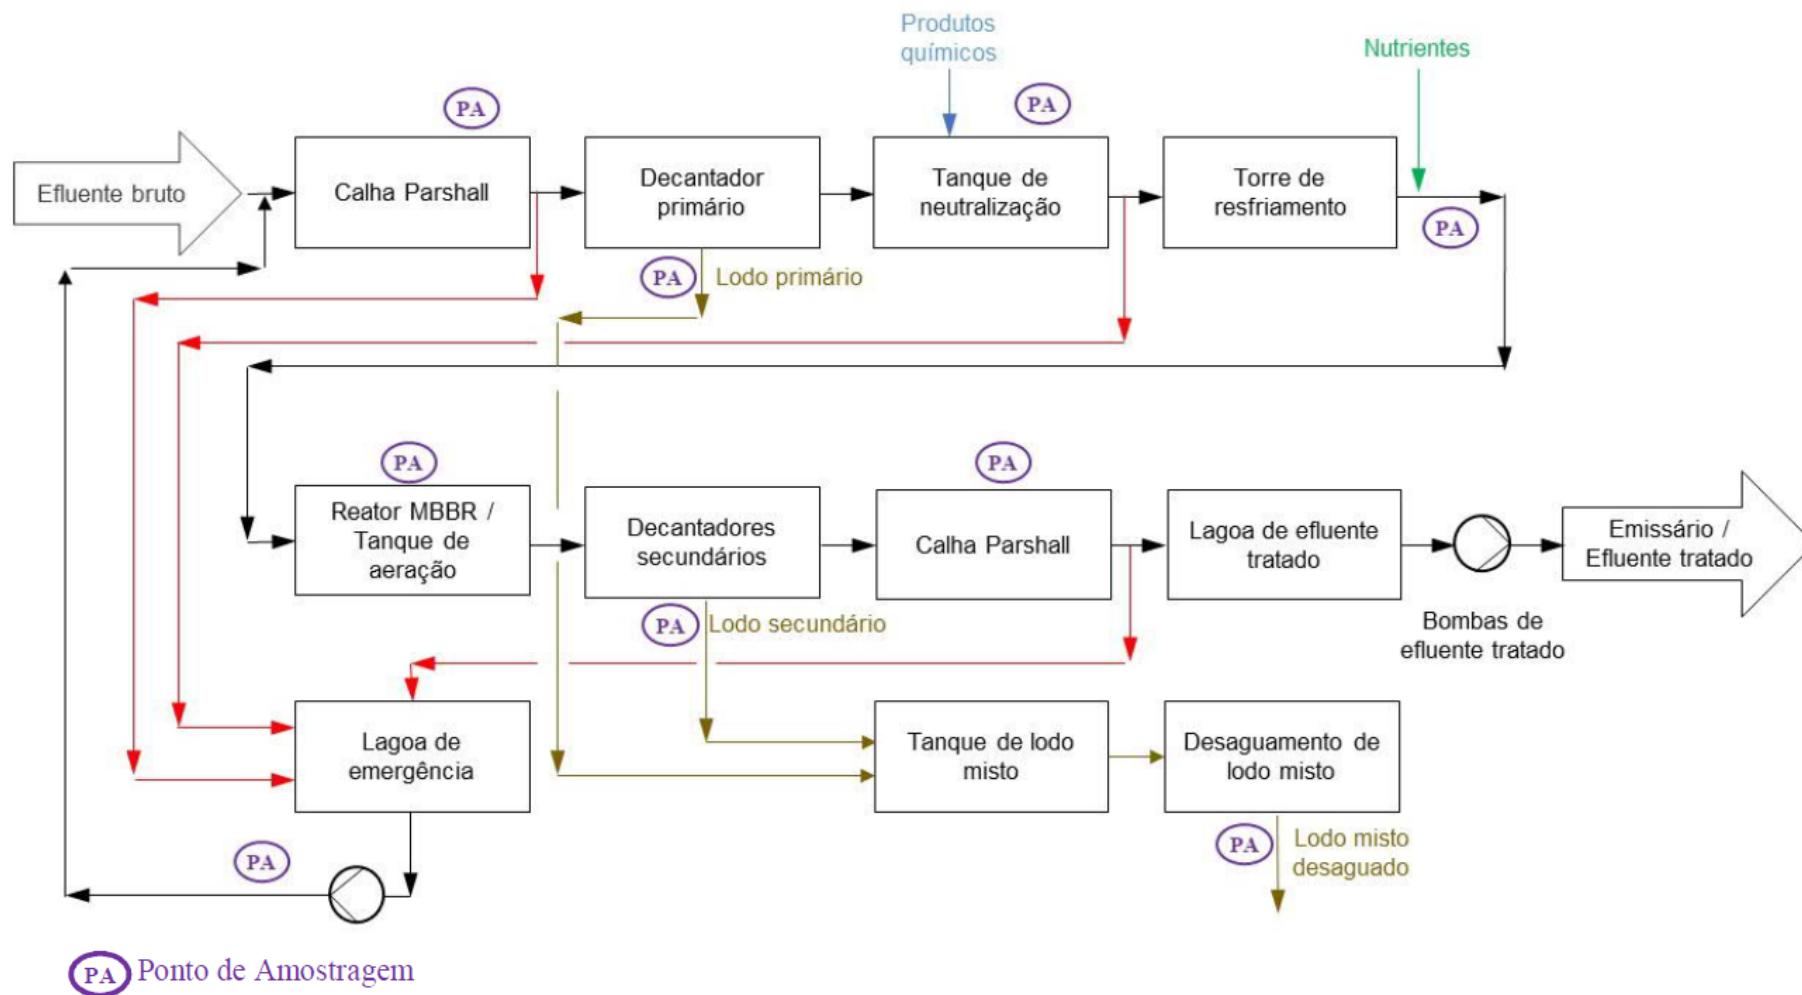 Produtos
químicos
Nutrientes
PA
PA
Efluente bruto
Calha Parshall
Decantador
primário
Tanque de
neutralização
Torre de
resfriamento
PA
PA
Lodo primário
PA
PA
Reator MBBR /
Tanque de
aeração
Decantadores
secundários
Calha Parshall
Lagoa de efluente
tratado
Emissário /
Efluente tratado
PA
Lodo secundário
Bombas de
efluente tratado
Lagoa de
emergência
Tanque de lodo
misto
Desaguamento de
lodo misto
PA
PA
Lodo misto
desaguado
PA
Ponto de Amostragem